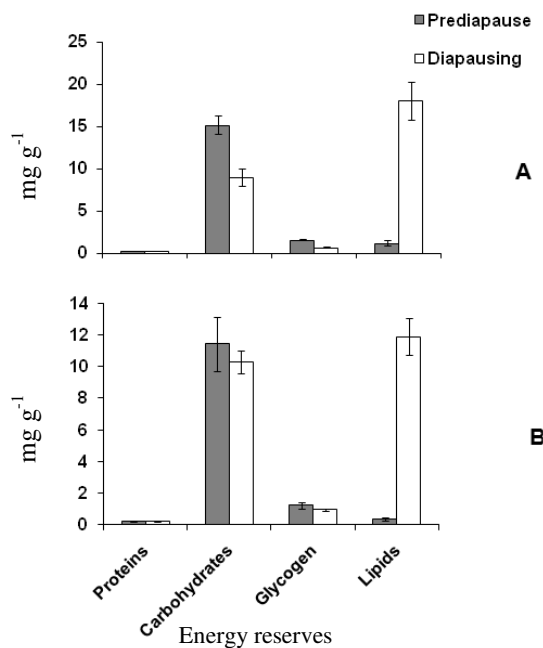 Prediapause
Diapausing
25
20
15
10
5
0
mg g-1
A
14
12
10
8
6
4
2
0
mg g-1
B
Proteins
Carbohydrates
Glycogen
Lipids
Energy reserves